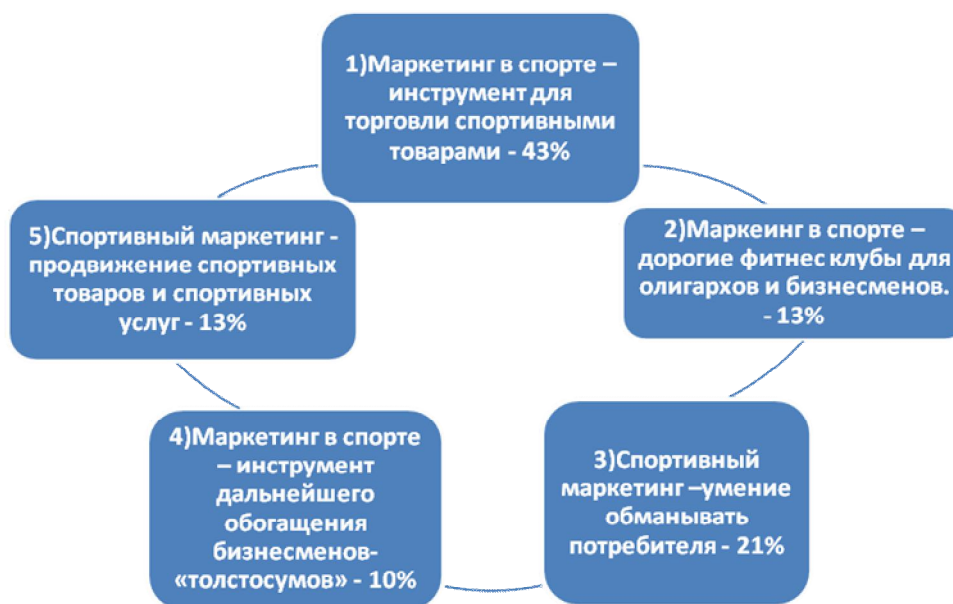 1)Маркетинг в спорте –
инструмент для
торговли спортивными
товарами - 43%
2)Маркеинг в спорте –
дорогие фитнес клубы для
олигархов и бизнесменов.
- 13%
3)Спортивный
маркетинг –умение
обманывать
потребителя - 21%
4)Маркетинг в спорте
– инструмент
дальнейшего
обогащения
бизнесменов-
«толстосумов» - 10%
5)Спортивный маркетинг -
продвижение спортивных
товаров и спортивных
услуг - 13%